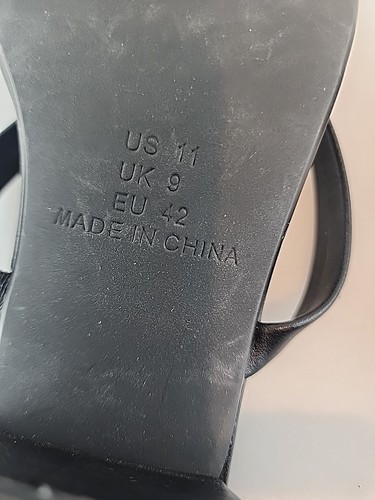 US 11
UK 9
EU 42
MADE IN CHINA